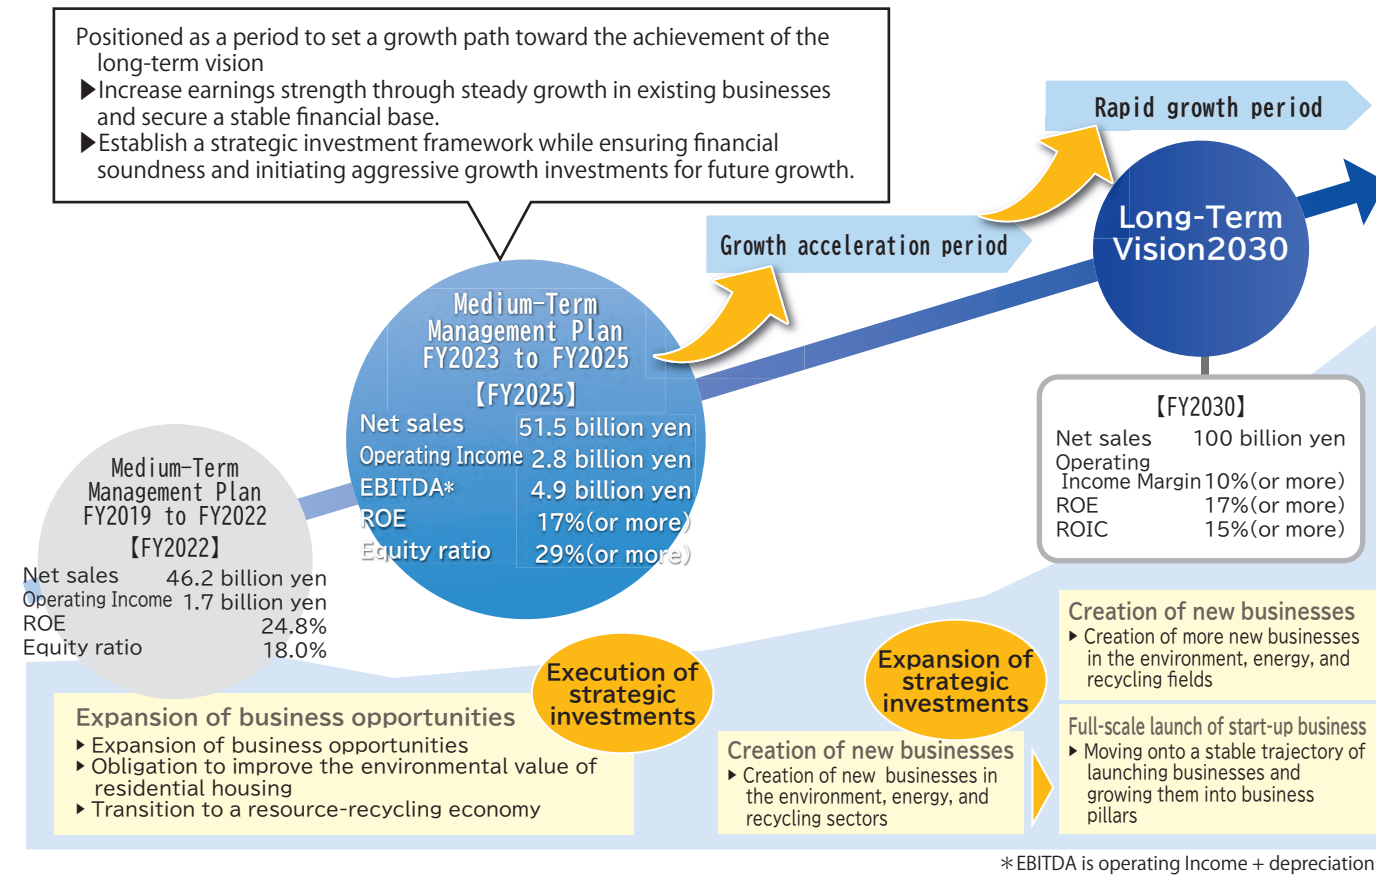 Positioned as a period to set a growth path toward the achievement of the
long-term vision
▶Increase earnings strength through steady growth in existing businesses
and secure a stable financial base.
▶Establish a strategic investment framework while ensuring financial
soundness and initiating aggressive growth investments for future growth.
Rapid growth period
Growth acceleration period
Long-Term
Vision2030
Medium-Term
Management Plan
FY2023 to FY2025
【FY2025】
Net sales 51.5 billion yen
Operating Income 2.8 billion yen
EBITDA* 4.9 billion yen
ROE 17%(or more)
Equity ratio 29%(or more)
【FY2030】
Net sales 100 billion yen
Operating
Income Margin 10%(or more)
ROE 17%(or more)
ROIC 15%(or more)
Medium-Term
Management Plan
FY2019 to FY2022
【FY2022】
Net sales 46.2 billion yen
Operating Income 1.7 billion yen
ROE 24.8%
Equity ratio 18.0%
Execution of
strategic
investments
Expansion of
strategic
investments
Expansion of business opportunities
▶ Expansion of business opportunities
▶ Obligation to improve the environmental value of
residential housing
▶ Transition to a resource-recycling economy
Creation of new businesses
▶ Creation of new businesses in
the environment, energy, and
recycling sectors
Creation of new businesses
▶ Creation of more new businesses
in the environment, energy, and
recycling fields
Full-scale launch of start-up business
▶ Moving onto a stable trajectory of
launching businesses and
growing them into business
pillars
*EBITDA is operating Income + depreciation